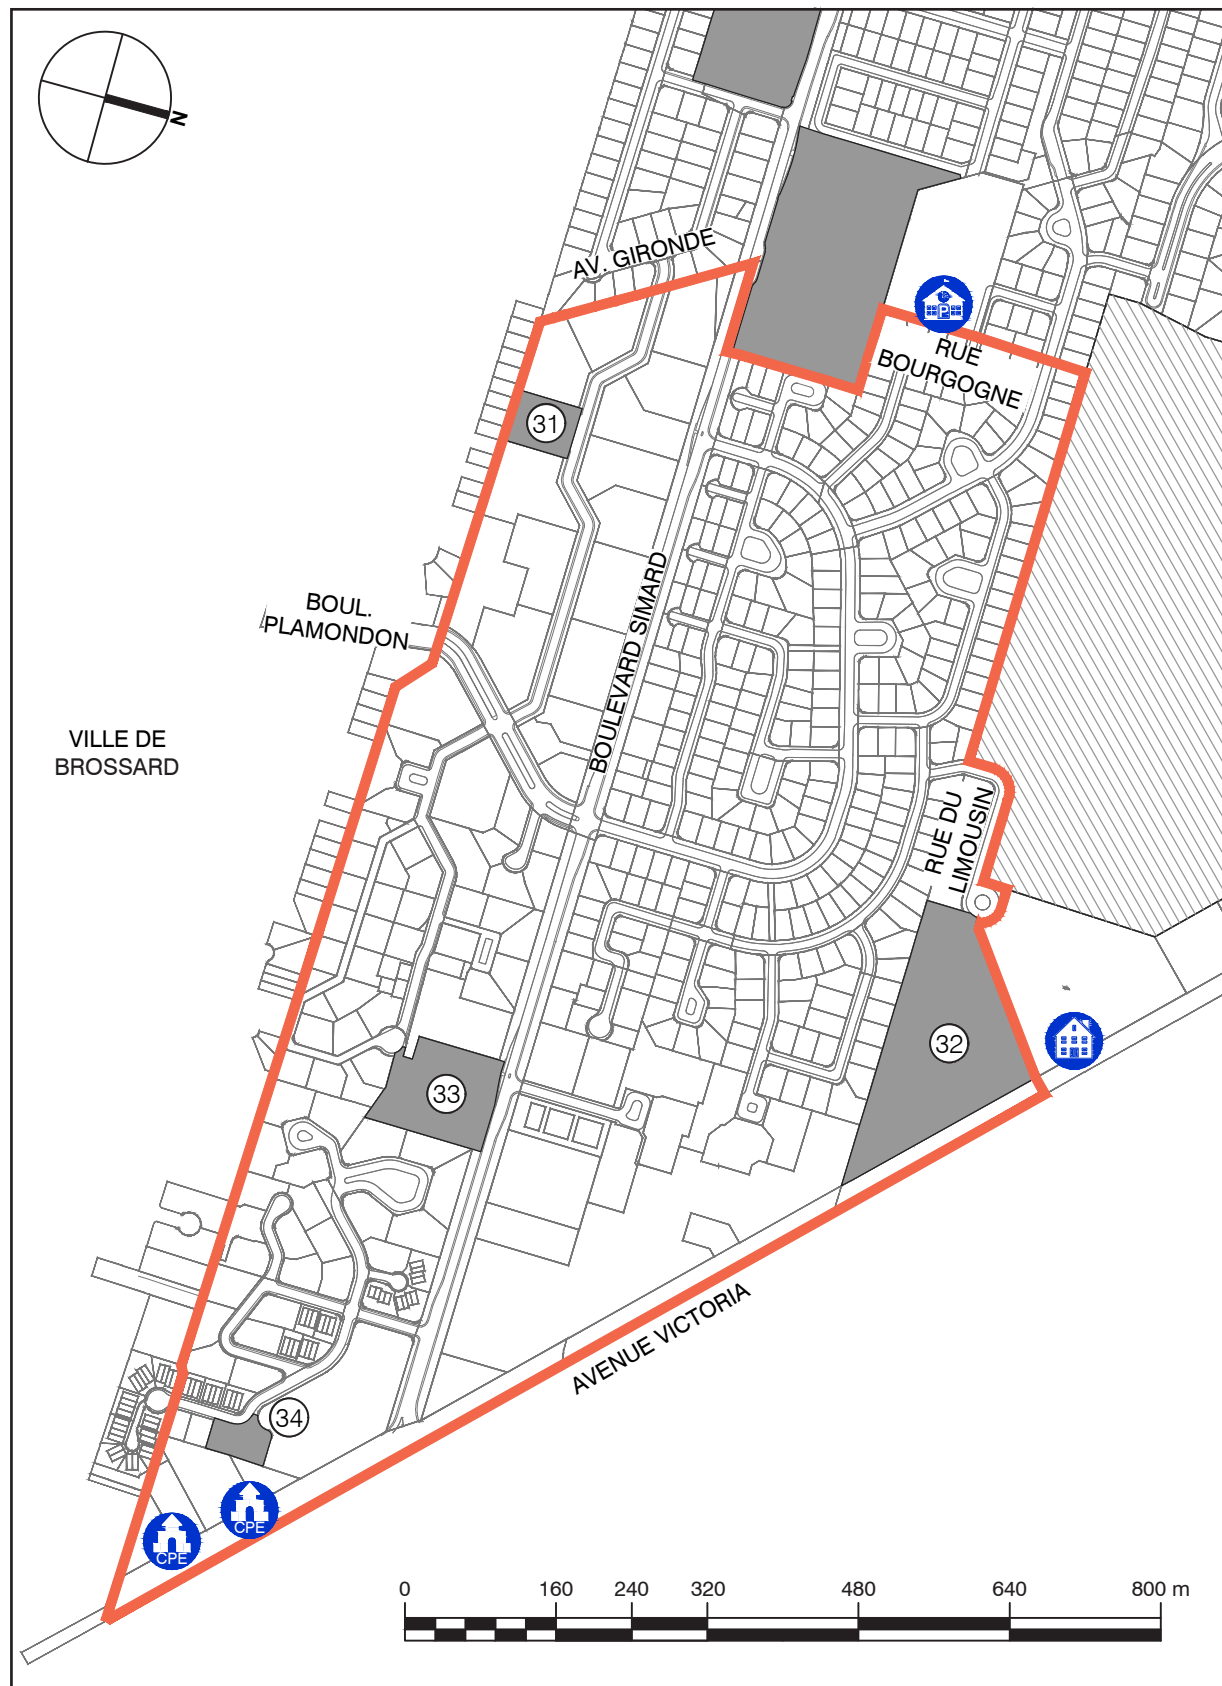 N
AV. GIRONDE
P
RUE
BOURGOGNE
31
BOUL.
PLAMONDON
BOULEVARD SIMARD
VILLE DE
BROSSARD
RUE DU
LIMOUSIN
32
33
AVENUE VICTORIA
34
CPE
CPE
0 160 240 320 480 640 800 m